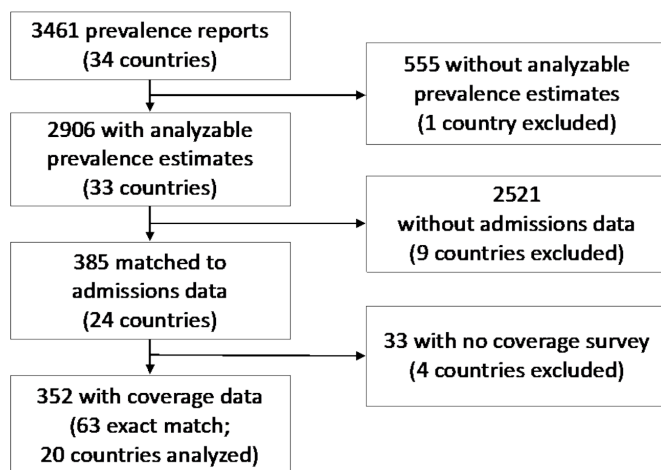 3461 prevalence reports
(34 countries)
555 without analyzable
prevalence estimates
(1 country excluded)
2906 with analyzable
prevalence estimates
(33 countries)
2521
without admissions data
(9 countries excluded)
385 matched to
admissions data
(24 countries)
33 with no coverage survey
(4 countries excluded)
352 with coverage data
(63 exact match;
20 countries analyzed)